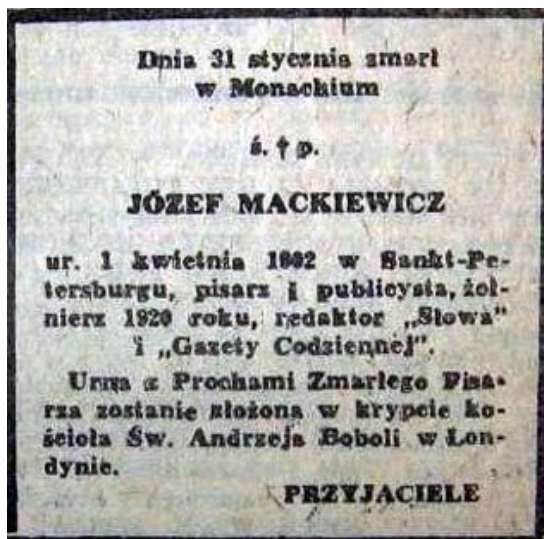 Dnia 31 stycznia zmarł
w Monachium
ś. † p.
JÓZEF MACKIEWICZ
ur. 1 kwietnia 1902 w Sankt-Pe-
tersburgu, pisarz i publicysta, żoł-
nierz 1920 roku, redaktor „Słowa”
i „Gazety Codziennej”.
Urna z Prochami Zmarłego Pisa-
rza zostanie złożona w krypcie ko-
ścioła Św. Andrzeja Boboli w Lon-
dynie.
PRZYJACIELE